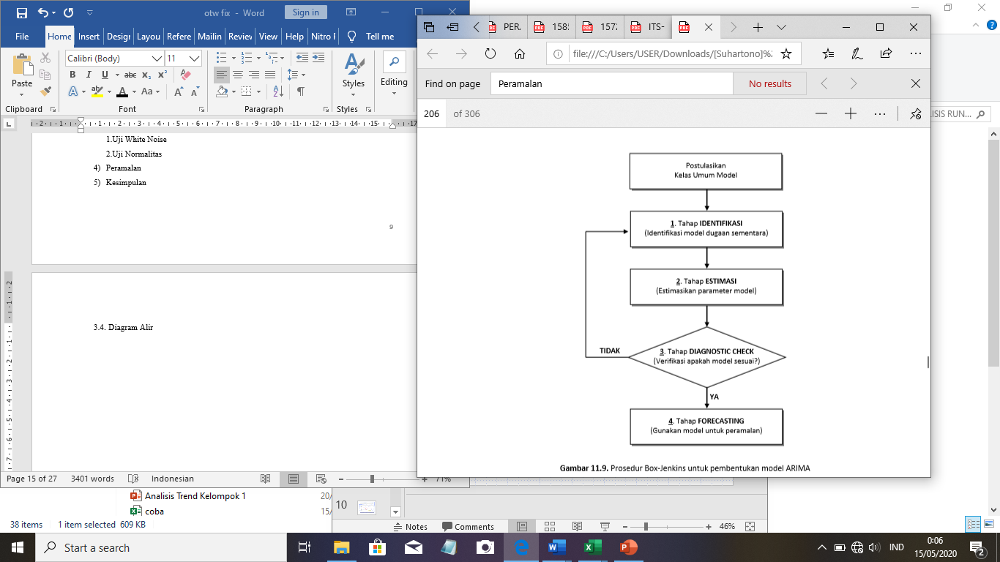 otw fix - Word
Sign in
File
Home
Insert
Design
Layou
Refere
Mailin
Review
View
Help
Nitro F
Tell me
Calibri (Body)
11
Paste
Styles
Editing
Clipboard
Font
Paragraph
Styles
1.Uji White Noise
2.Uji Normalitas
4) Peramalan
5) Kesimpulan
9
3.4. Diagram Alir
Page 15 of 27
3401 words
Indonesian
71%
PER.
158
157
ITS-
file:///C:/Users/USER/Downloads/[Suhartono]%2
Find on page
Peramalan
No results
206 of 306
Postulasikan
Kelas Umum Model
1. Tahap IDENTIFIKASI
(Identifikasi model dugaan sementara)
2. Tahap ESTIMASI
(Estimasikan parameter model)
TIDAK
3. Tahap DIAGNOSTIC CHECK
(Verifikasi apakah model sesuai?)
YA
4. Tahap FORECASTING
(Gunakan model untuk peramalan)
Gambar 11.9. Prosedur Box-Jenkins untuk pembentukan model ARIMA
ISIS RUN...
Analisis Trend Kelompok 1
20/
coba
15/
38 items
1 item selected 609 KB
10
Notes
Comments
46%
Start a search
IND
0:06
15/05/2020
2